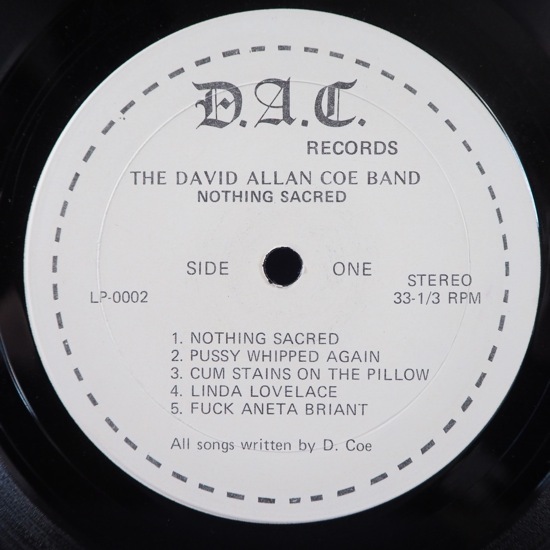 D.A.C.
RECORDS
THE DAVID ALLAN COE BAND
NOTHING SACRED
SIDE ONE
LP-0002
STEREO
33-1/3 RPM
1. NOTHING SACRED
2. PUSSY WHIPPED AGAIN
3. CUM STAINS ON THE PILLOW
4. LINDA LOVELACE
5. FUCK ANETA BRIANT
All songs written by D. Coe